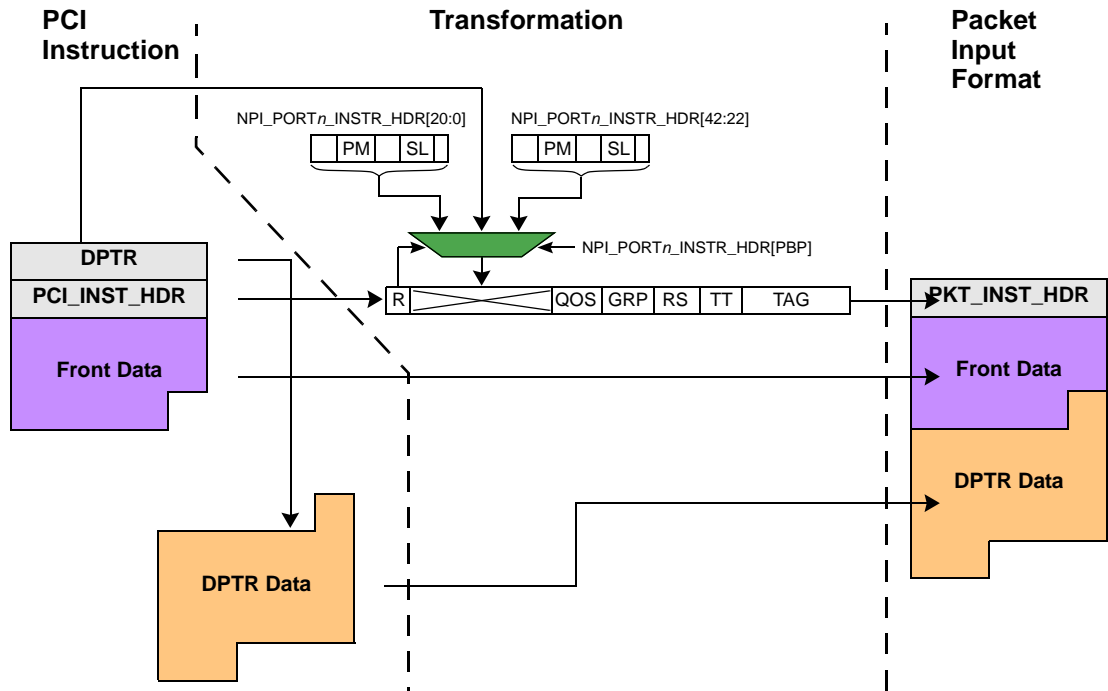 PCI
Instruction
Transformation
Packet
Input
Format
NPI_PORTn_INSTR_HDR[20:0]
NPI_PORTn_INSTR_HDR[42:22]
PM SL
PM SL
NPI_PORTn_INSTR_HDR[PBP]
DPTR
PCI_INST_HDR
R QOS GRP RS TT TAG
PKT_INST_HDR
Front Data
Front Data
DPTR Data
DPTR Data